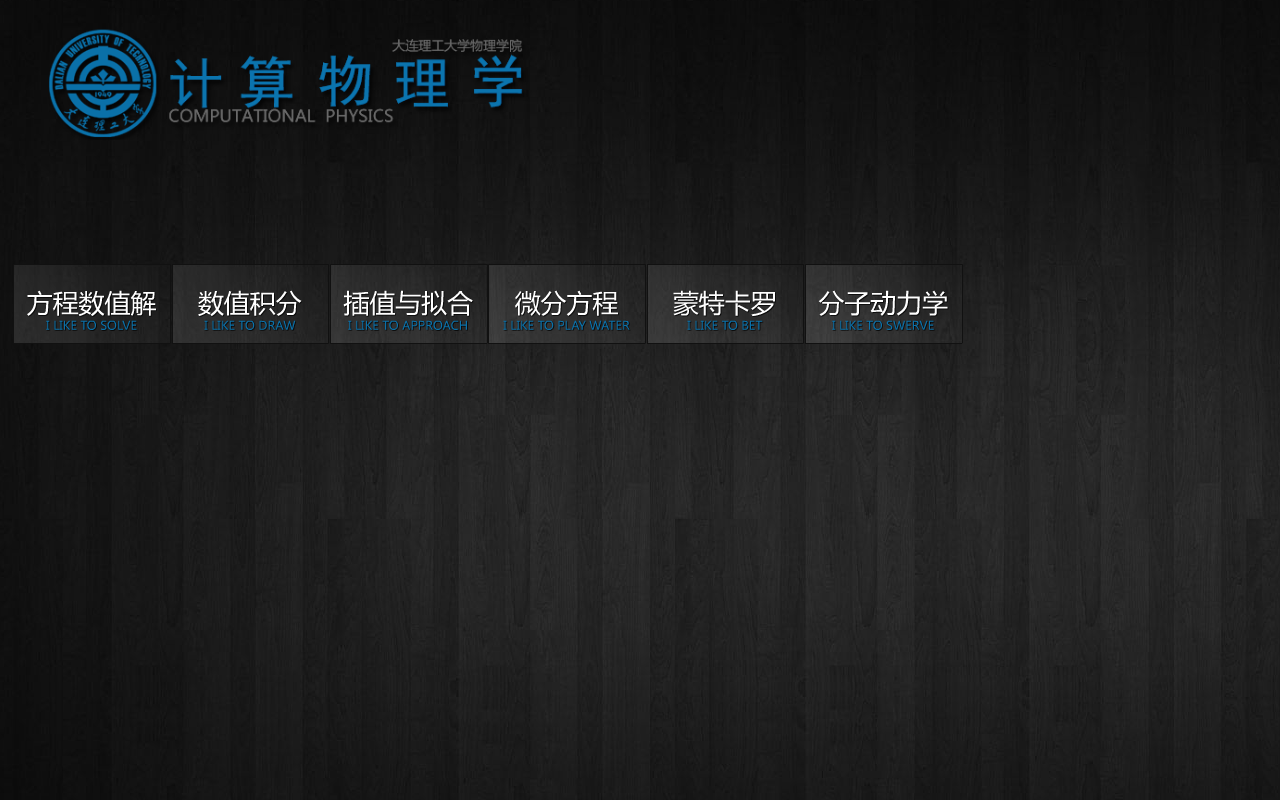 DALIAN UNIVERSITY OF TECHNOLOGY
1949
大连理工大学
大连理工大学物理学院
计算物理学
COMPUTATIONAL PHYSICS
方程数值解
I LIKE TO SOLVE
数值积分
I LIKE TO DRAW
插值与拟合
I LIKE TO APPROACH
微分方程
I LIKE TO PLAY WATER
蒙特卡罗
I LIKE TO BET
分子动力学
I LIKE TO SWERVE